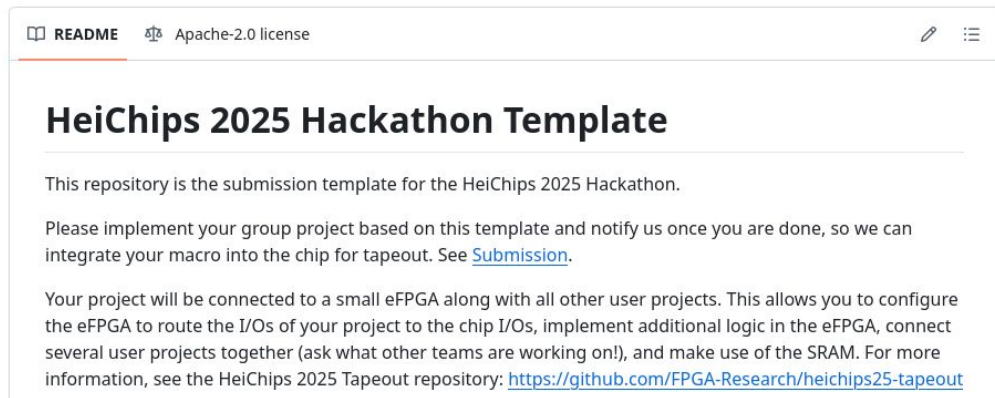 README Apache-2.0 license
HeiChips 2025 Hackathon Template
This repository is the submission template for the HeiChips 2025 Hackathon.
Please implement your group project based on this template and notify us once you are done, so we can
integrate your macro into the chip for tapeout. See Submission.
Your project will be connected to a small eFPGA along with all other user projects. This allows you to configure
the eFPGA to route the I/Os of your project to the chip I/Os, implement additional logic in the eFPGA, connect
several user projects together (ask what other teams are working on!), and make use of the SRAM. For more
information, see the HeiChips 2025 Tapeout repository: https://github.com/FPGA-Research/heichips25-tapeout